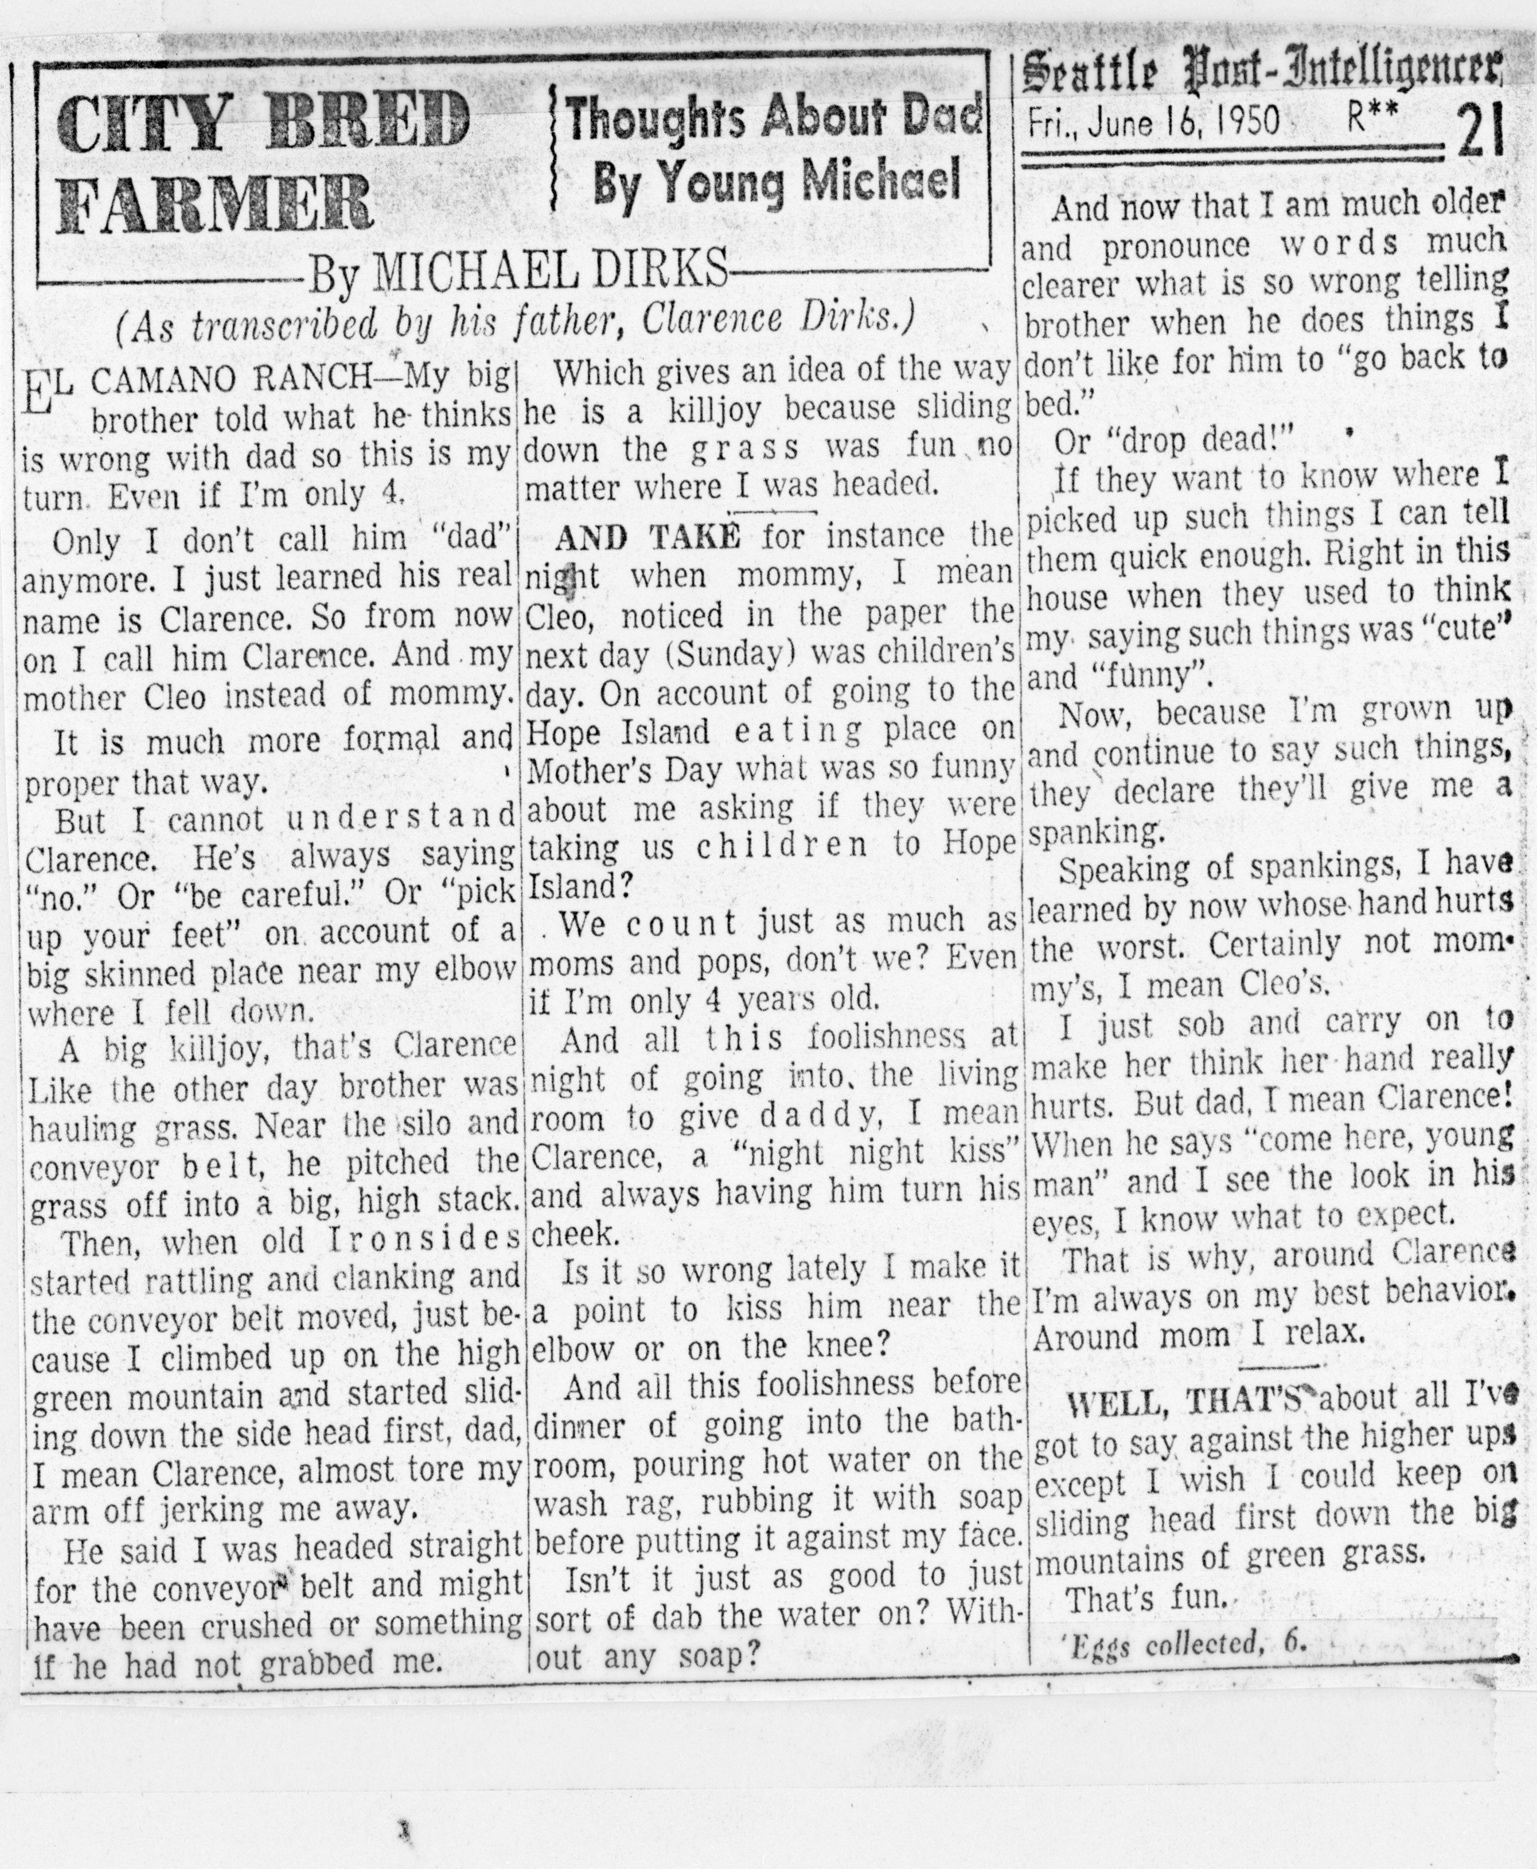 CITY BRED
FARMER
Thoughts About Dad
By Young Michael
By MICHAEL DIRKS
(As transcribed by his father, Clarence Dirks.)
Seattle Post-Intelligencer
Fri., June 16, 1950 R** 21
EL CAMANO RANCH—My big
brother told what he thinks
is wrong with dad so this is my
turn. Even if I'm only 4.
Only I don't call him "dad"
anymore. I just learned his real
name is Clarence. So from now
on I call him Clarence. And my
mother Cleo instead of mommy.
It is much more formal and
proper that way.
But I cannot understand
Clarence. He's always saying
"no." Or "be careful." Or "pick
up your feet" on account of a
big skinned place near my elbow
where I fell down.
A big killjoy, that's Clarence
Like the other day brother was
hauling grass. Near the silo and
conveyor belt, he pitched the
grass off into a big, high stack.
Then, when old Ironsides
started rattling and clanking and
the conveyor belt moved, just be-
cause I climbed up on the high
green mountain and started slid-
ing down the side head first, dad,
I mean Clarence, almost tore my
arm off jerking me away.
He said I was headed straight
for the conveyor belt and might
have been crushed or something
if he had not grabbed me.
Which gives an idea of the way
he is a killjoy because sliding
down the grass was fun no
matter where I was headed.
AND TAKE for instance the
night when mommy, I mean
Cleo, noticed in the paper the
next day (Sunday) was children's
day. On account of going to the
Hope Island eating place on
Mother's Day what was so funny
about me asking if they were
taking us children to Hope
Island?
We count just as much as
moms and pops, don't we? Even
if I'm only 4 years old.
And all this foolishness at
night of going into the living
room to give daddy, I mean
Clarence, a "night night kiss"
and always having him turn his
cheek.
Is it so wrong lately I make it
a point to kiss him near the
elbow or on the knee?
And all this foolishness before
dinner of going into the bath-
room, pouring hot water on the
wash rag, rubbing it with soap
before putting it against my face.
Isn't it just as good to just
sort of dab the water on? With-
out any soap?
And now that I am much older
and pronounce words much
clearer what is so wrong telling
brother when he does things I
don't like for him to "go back to
bed."
Or "drop dead!"
If they want to know where I
picked up such things I can tell
them quick enough. Right in this
house when they used to think
my saying such things was "cute"
and "funny".
Now, because I'm grown up
and continue to say such things,
they declare they'll give me a
spanking.
Speaking of spankings, I have
learned by now whose hand hurts
the worst. Certainly not mom-
my's, I mean Cleo's.
I just sob and carry on to
make her think her hand really
hurts. But dad, I mean Clarence!
When he says "come here, young
man" and I see the look in his
eyes, I know what to expect.
That is why, around Clarence
I'm always on my best behavior.
Around mom I relax.
WELL, THAT'S about all I've
got to say against the higher ups
except I wish I could keep on
sliding head first down the big
mountains of green grass.
That's fun.
Eggs collected, 6.